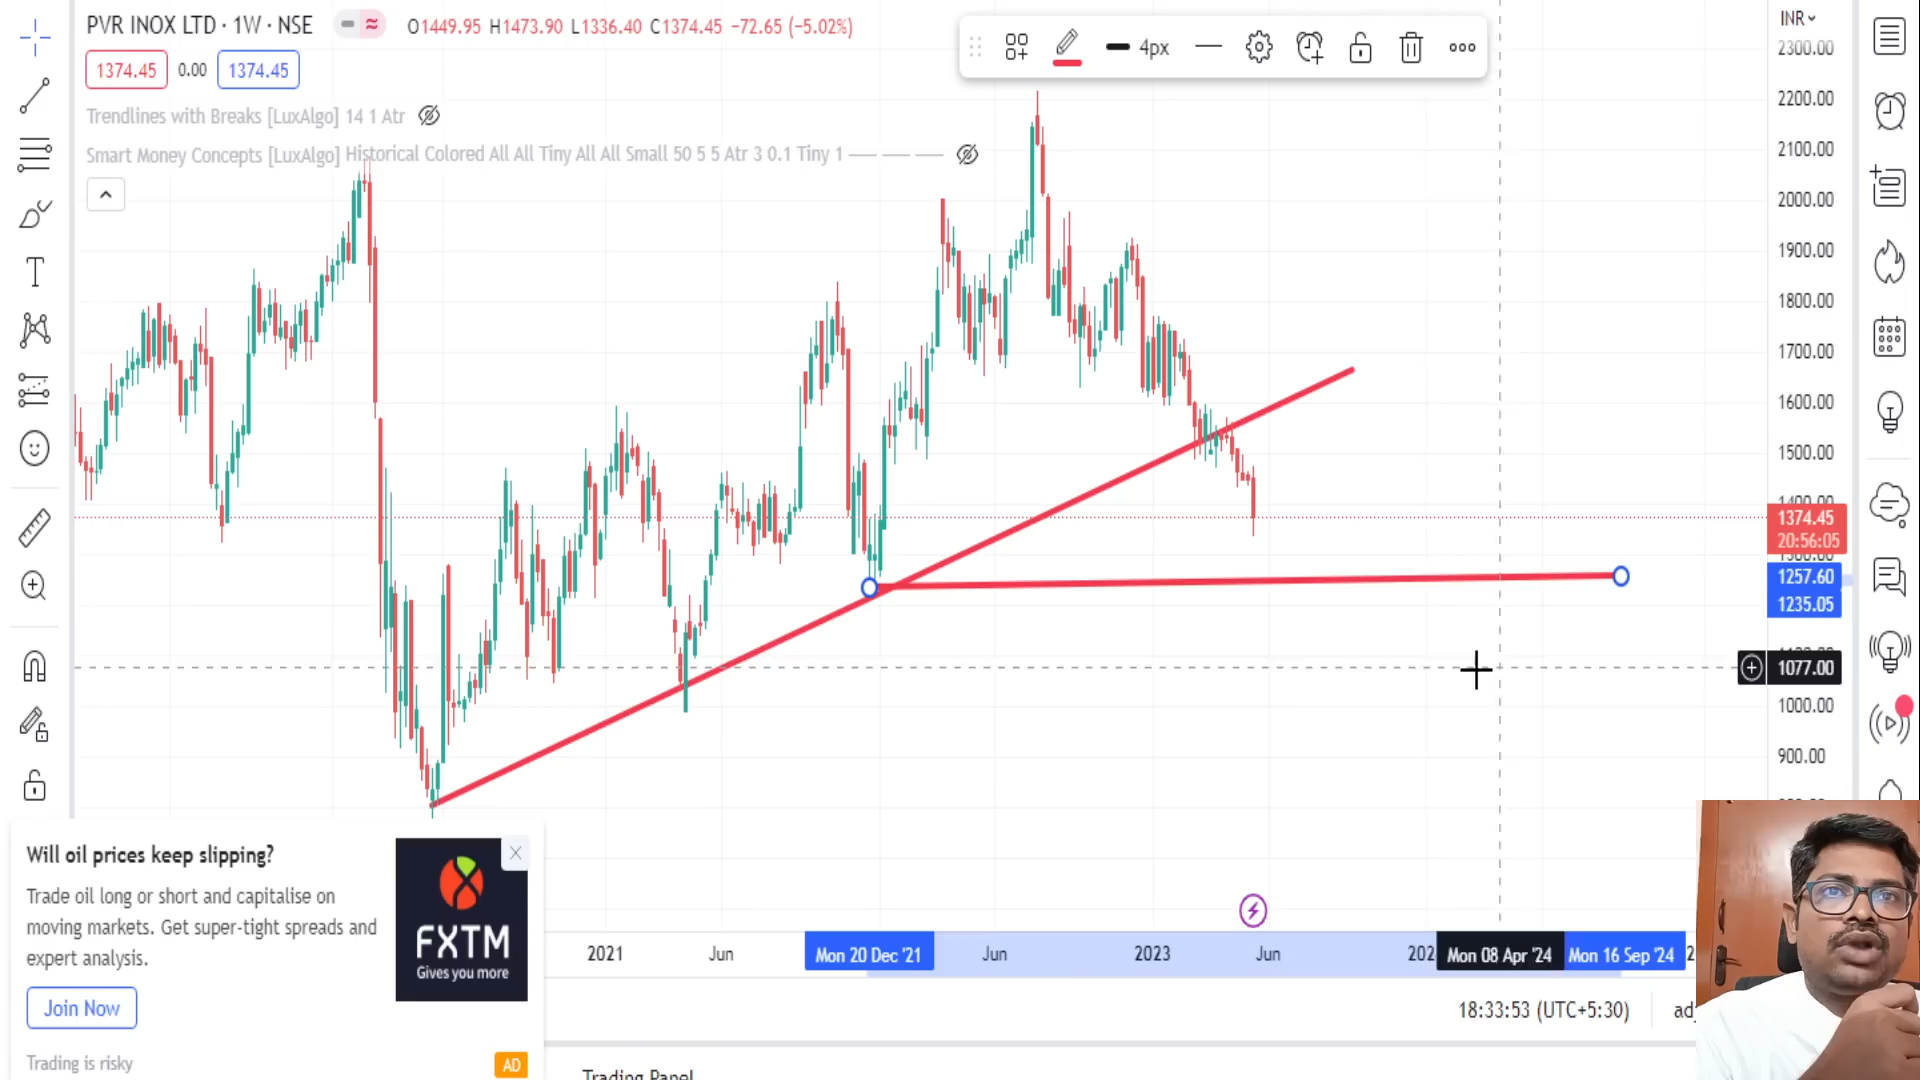 PVR INOX LTD · 1W · NSE
O1449.95 H1473.90 L1336.40 C1374.45 −72.65 (−5.02%)
1374.45 0.00 1374.45
Trendlines with Breaks [LuxAlgo] 14 1 Atr
Smart Money Concepts [LuxAlgo] Historical Colored All All Tiny All All Small 50 5 5 Atr 3 0.1 Tiny 1
4px
INR
2300.00
2200.00
2100.00
2000.00
1900.00
1800.00
1700.00
1600.00
1500.00
1400.00
1374.45
20:56:05
1300.00
1257.60
1235.05
1077.00
1000.00
900.00
Will oil prices keep slipping?
Trade oil long or short and capitalise on
moving markets. Get super-tight spreads and
expert analysis.
Join Now
Trading is risky
AD
FXTM
Gives you more
2021 Jun Mon 20 Dec '21 Jun 2023 Jun 202 Mon 08 Apr '24 Mon 16 Sep '24 2
18:33:53 (UTC+5:30)
Trading Panel